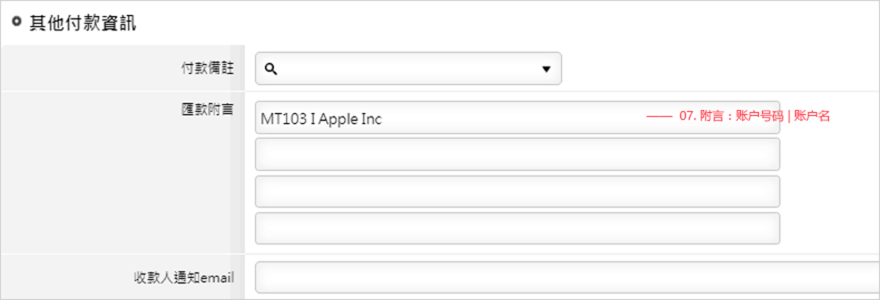 其他付款資訊
付款備註
匯款附言
MT103 I Apple Inc
—— 07. 附言：账户号码 | 账户名
收款人通知email